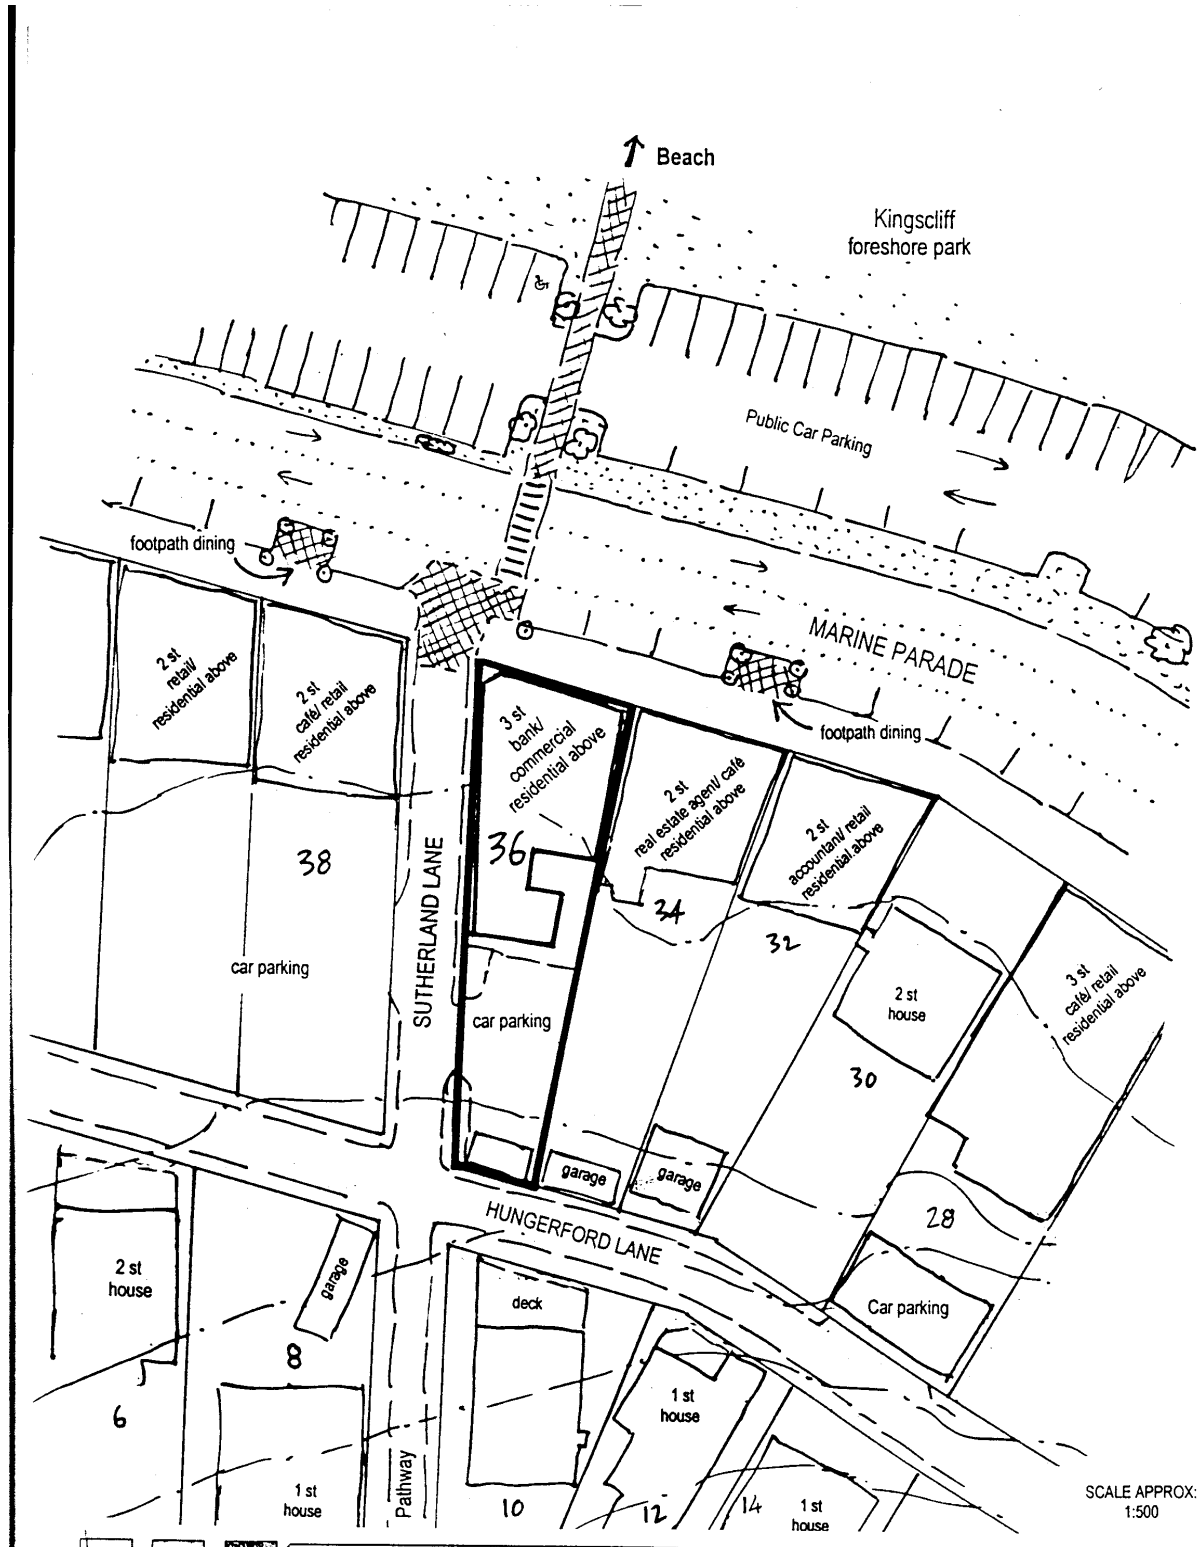 Beach
Kingscliff
foreshore park
Public Car Parking
footpath dining
MARINE PARADE
footpath dining
2 st
retail/
residential above
2 st
café/ retail
residential above
3 st
bank/
commercial
residential above
2 st
real estate agent/ café
residential above
2 st
accountant/ retail
residential above
3 st
café/ retail
residential above
36
38
34
32
SUTHERLAND LANE
car parking
car parking
2 st
house
30
garage
garage
28
HUNGERFORD LANE
2 st
house
garage
deck
Car parking
8
6
1 st
house
1 st
house
Pathway
10
12
14
1 st
house
SCALE APPROX:
1:500